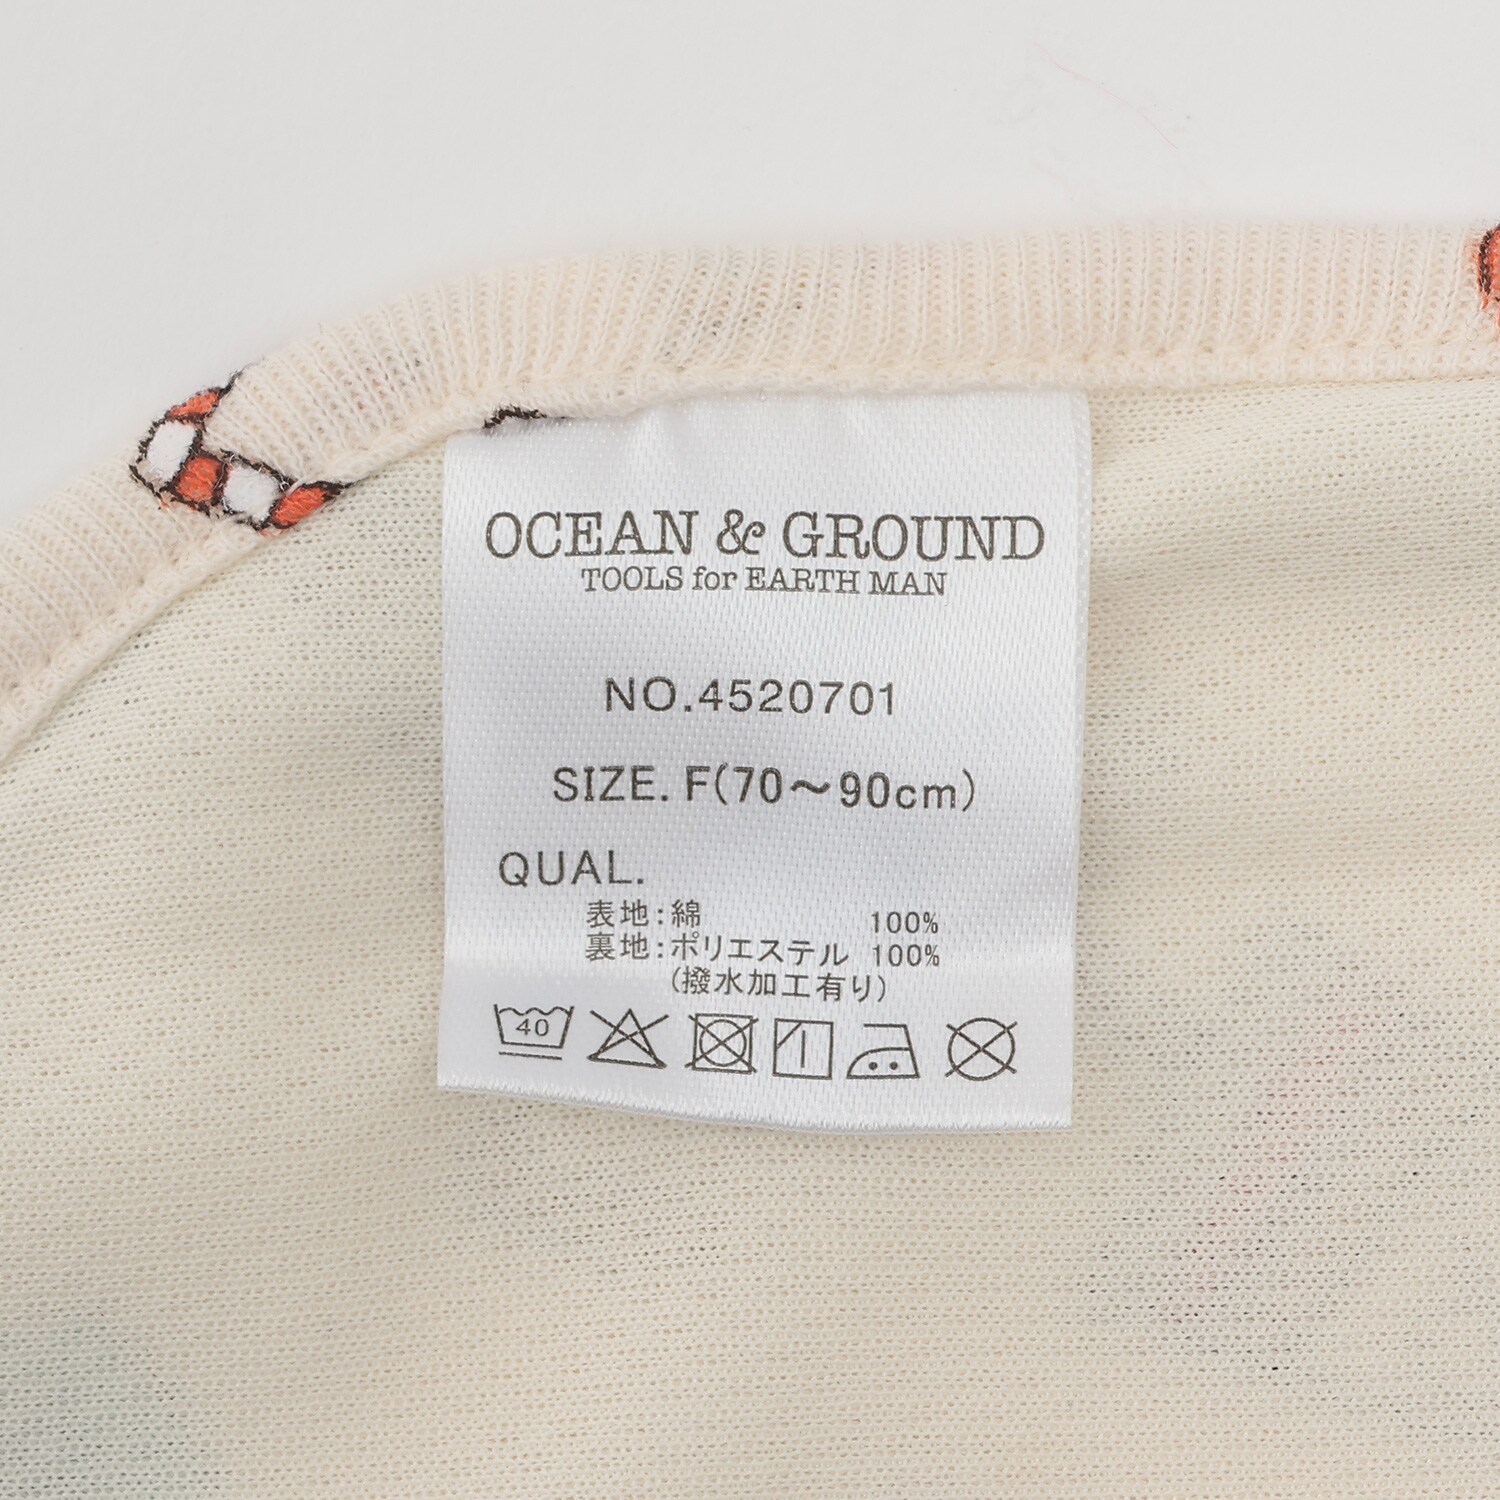 OCEAN & GROUND
TOOLS for EARTH MAN
NO.4520701
SIZE. F(70～90cm)
QUAL.
表地:綿 100%
裏地:ポリエステル 100%
(撥水加工有り)
40